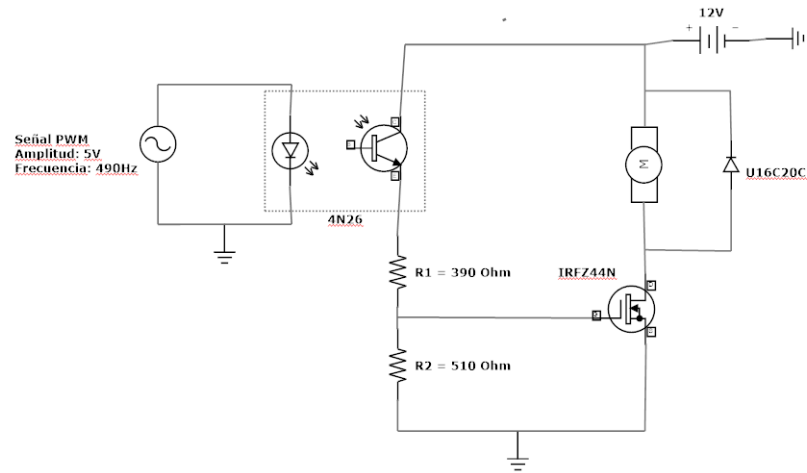 12V
+ -
Señal PWM
Amplitud: 5V
Frecuencia: 490Hz
M
U16C20C
4N26
R1 = 390 Ohm
IRFZ44N
R2 = 510 Ohm